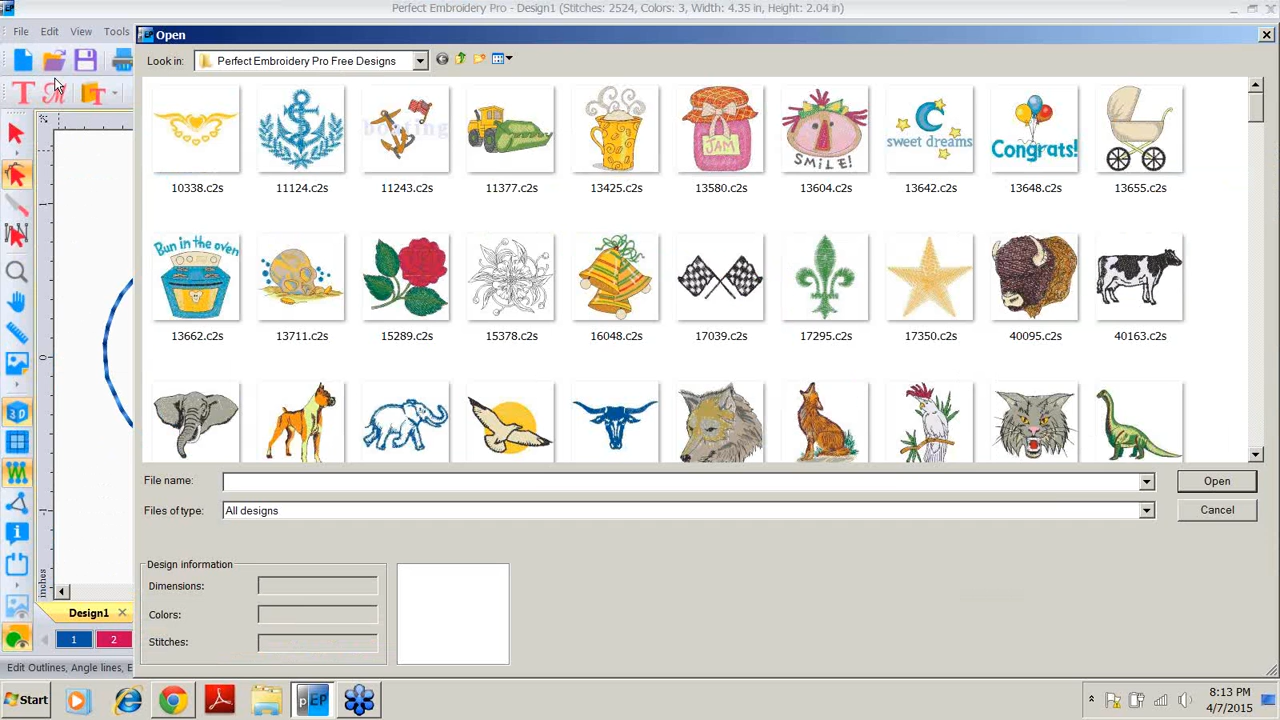 Perfect Embroidery Pro - Design1 (Stitches: 2524, Colors: 3, Width: 4.35 in, Height: 2.04 in)
File Edit View Tools
Open
Look in: Perfect Embroidery Pro Free Designs
boating
JAM
SMILE!
sweet dreams
Congrats!
10338.c2s 11124.c2s 11243.c2s 11377.c2s 13425.c2s 13580.c2s 13604.c2s 13642.c2s 13648.c2s 13655.c2s
Bun in the oven
13662.c2s 13711.c2s 15289.c2s 15378.c2s 16048.c2s 17039.c2s 17295.c2s 17350.c2s 40095.c2s 40163.c2s
File name: Open
Files of type: All designs Cancel
Design information
Dimensions:
Colors:
Stitches:
inches
0
3D
Design1
1 2
Edit Outlines, Angle lines, E
Start
pEP
8:13 PM
4/7/2015